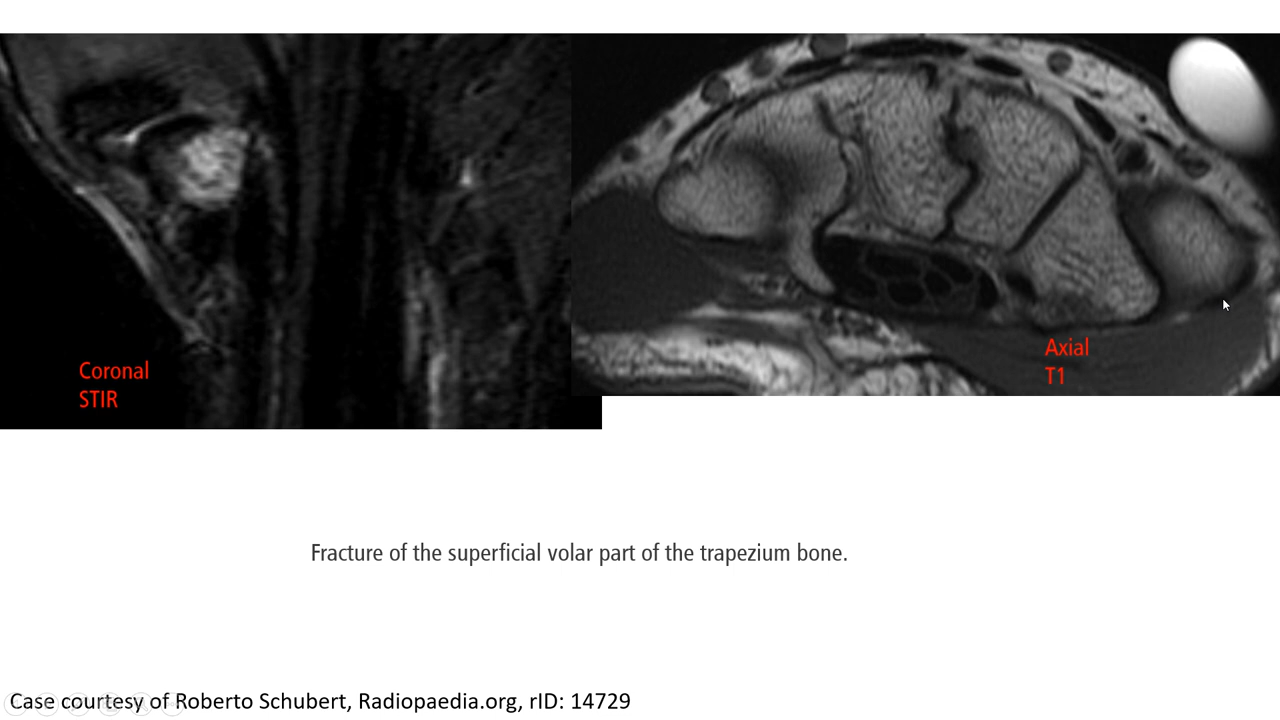 Coronal
STIR
Axial
T1
Fracture of the superficial volar part of the trapezium bone.
Case courtesy of Roberto Schubert, Radiopaedia.org, rID: 14729